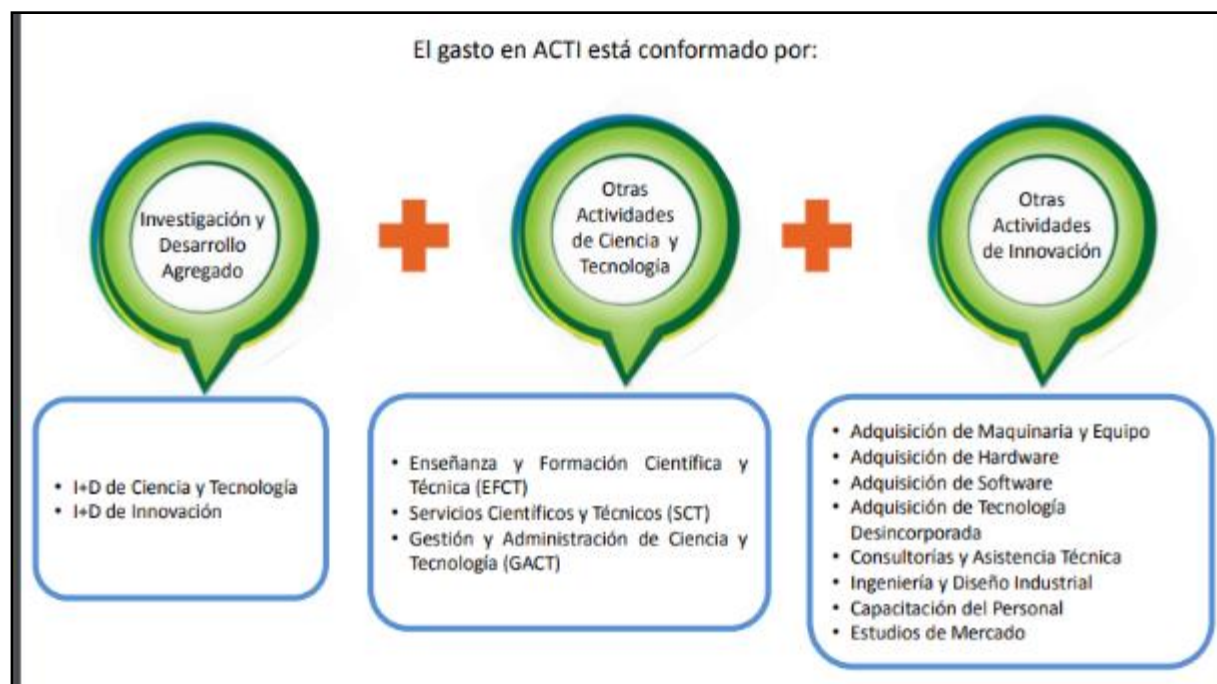 El gasto en ACTI está conformado por:
Investigación y
Desarrollo
Agregado
Otras
Actividades
de Ciencia y
Tecnología
Otras
Actividades
de Innovación
• I+D de Ciencia y Tecnología
• I+D de Innovación
• Enseñanza y Formación Científica y
Técnica (EFCT)
• Servicios Científicos y Técnicos (SCT)
• Gestión y Administración de Ciencia y
Tecnología (GACT)
• Adquisición de Maquinaria y Equipo
• Adquisición de Hardware
• Adquisición de Software
• Adquisición de Tecnología
Desincorporada
• Consultorías y Asistencia Técnica
• Ingeniería y Diseño Industrial
• Capacitación del Personal
• Estudios de Mercado